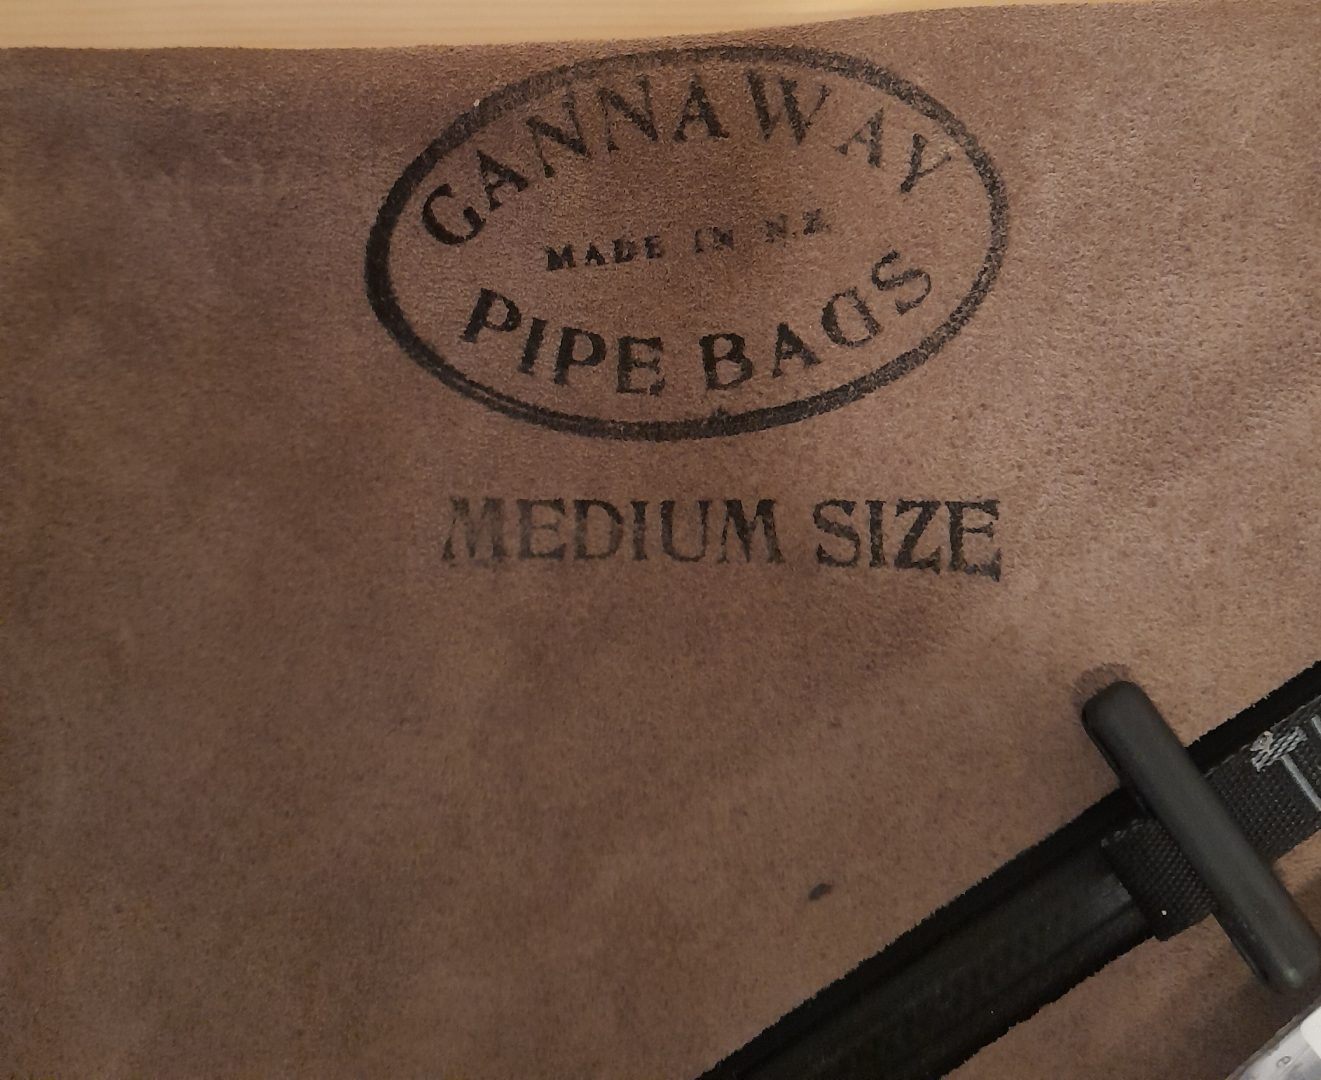 GANNAWAY
MADE IN N.Z
PIPE BAGS
MEDIUM SIZE